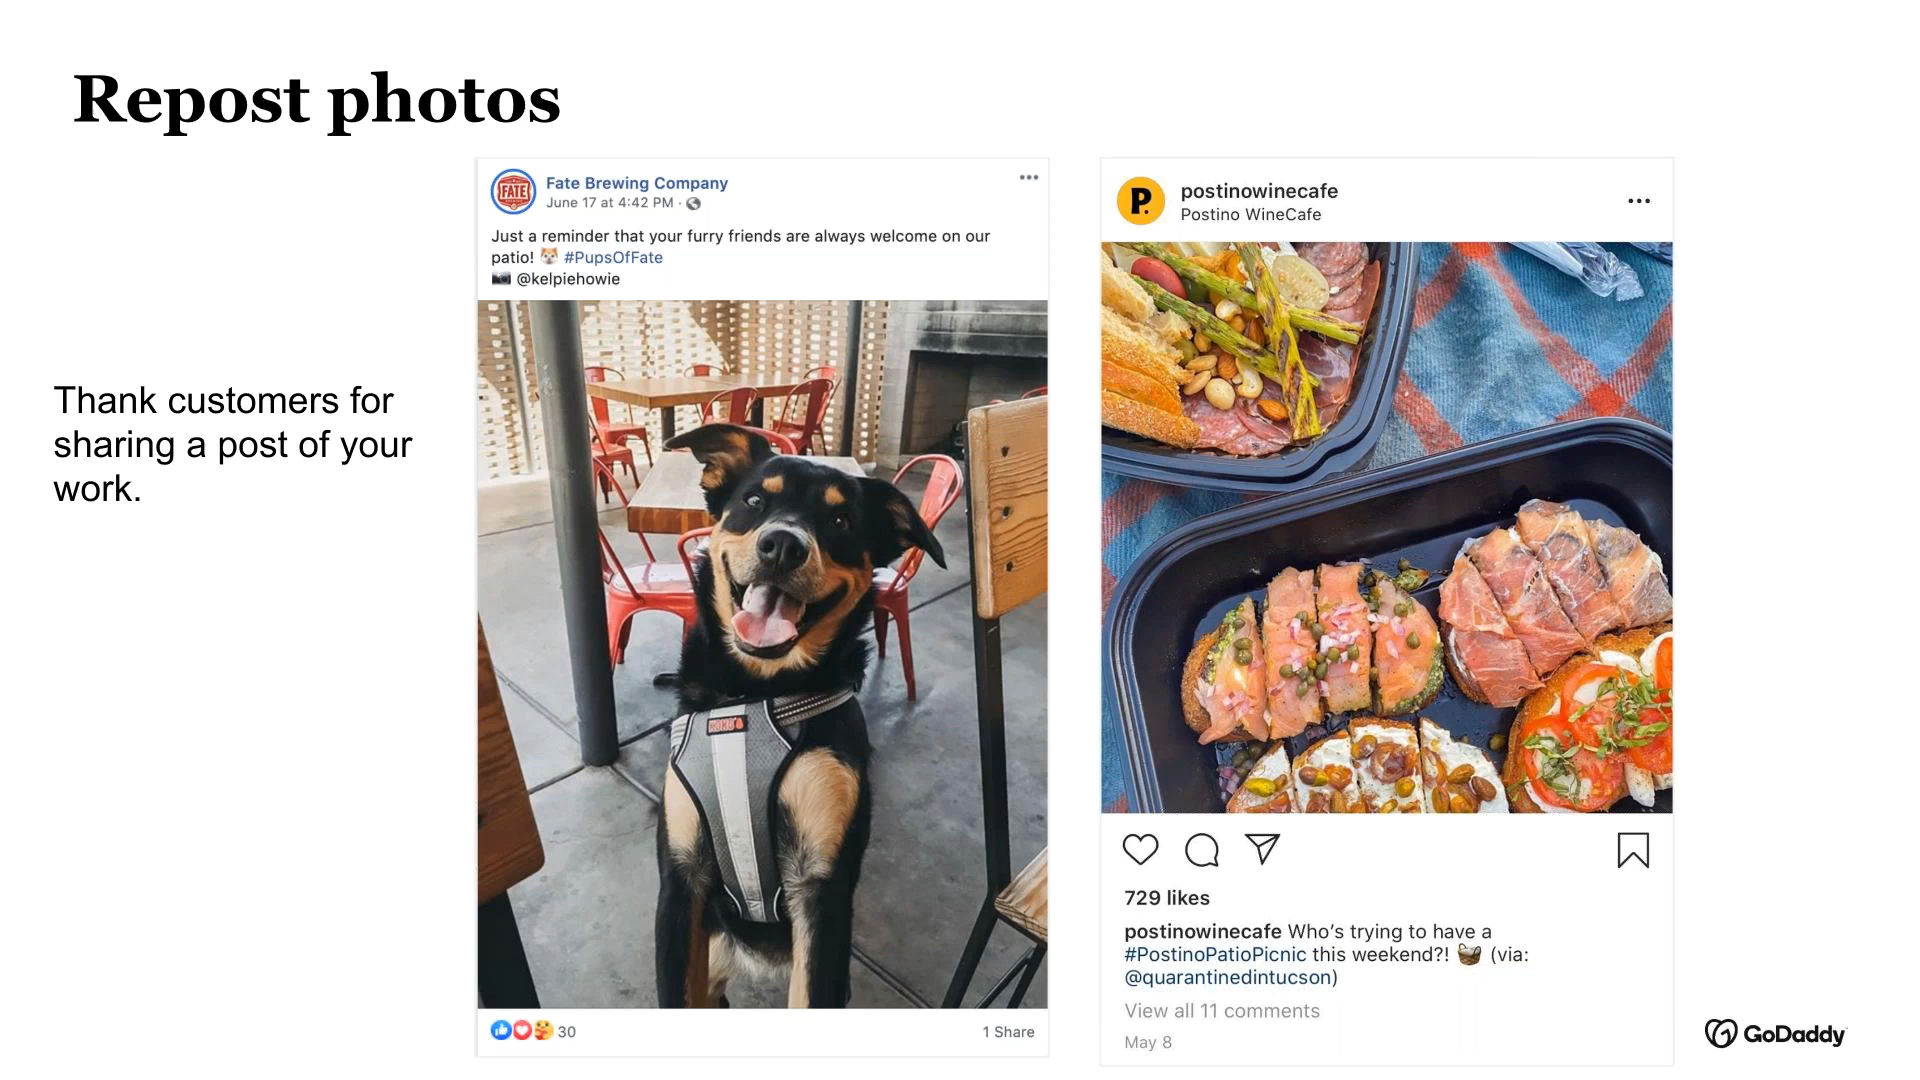 Repost photos
Thank customers for
sharing a post of your
work.
FATE
Fate Brewing Company
June 17 at 4:42 PM ·
Just a reminder that your furry friends are always welcome on our
patio! 🐶 #PupsOfFate
📷 @kelpiehowie
KONG
30
1 Share
P.
postinowinecafe
Postino WineCafe
729 likes
postinowinecafe Who’s trying to have a
#PostinoPatioPicnic this weekend?! 🧺 (via:
@quarantinedintucson)
View all 11 comments
May 8
GoDaddy